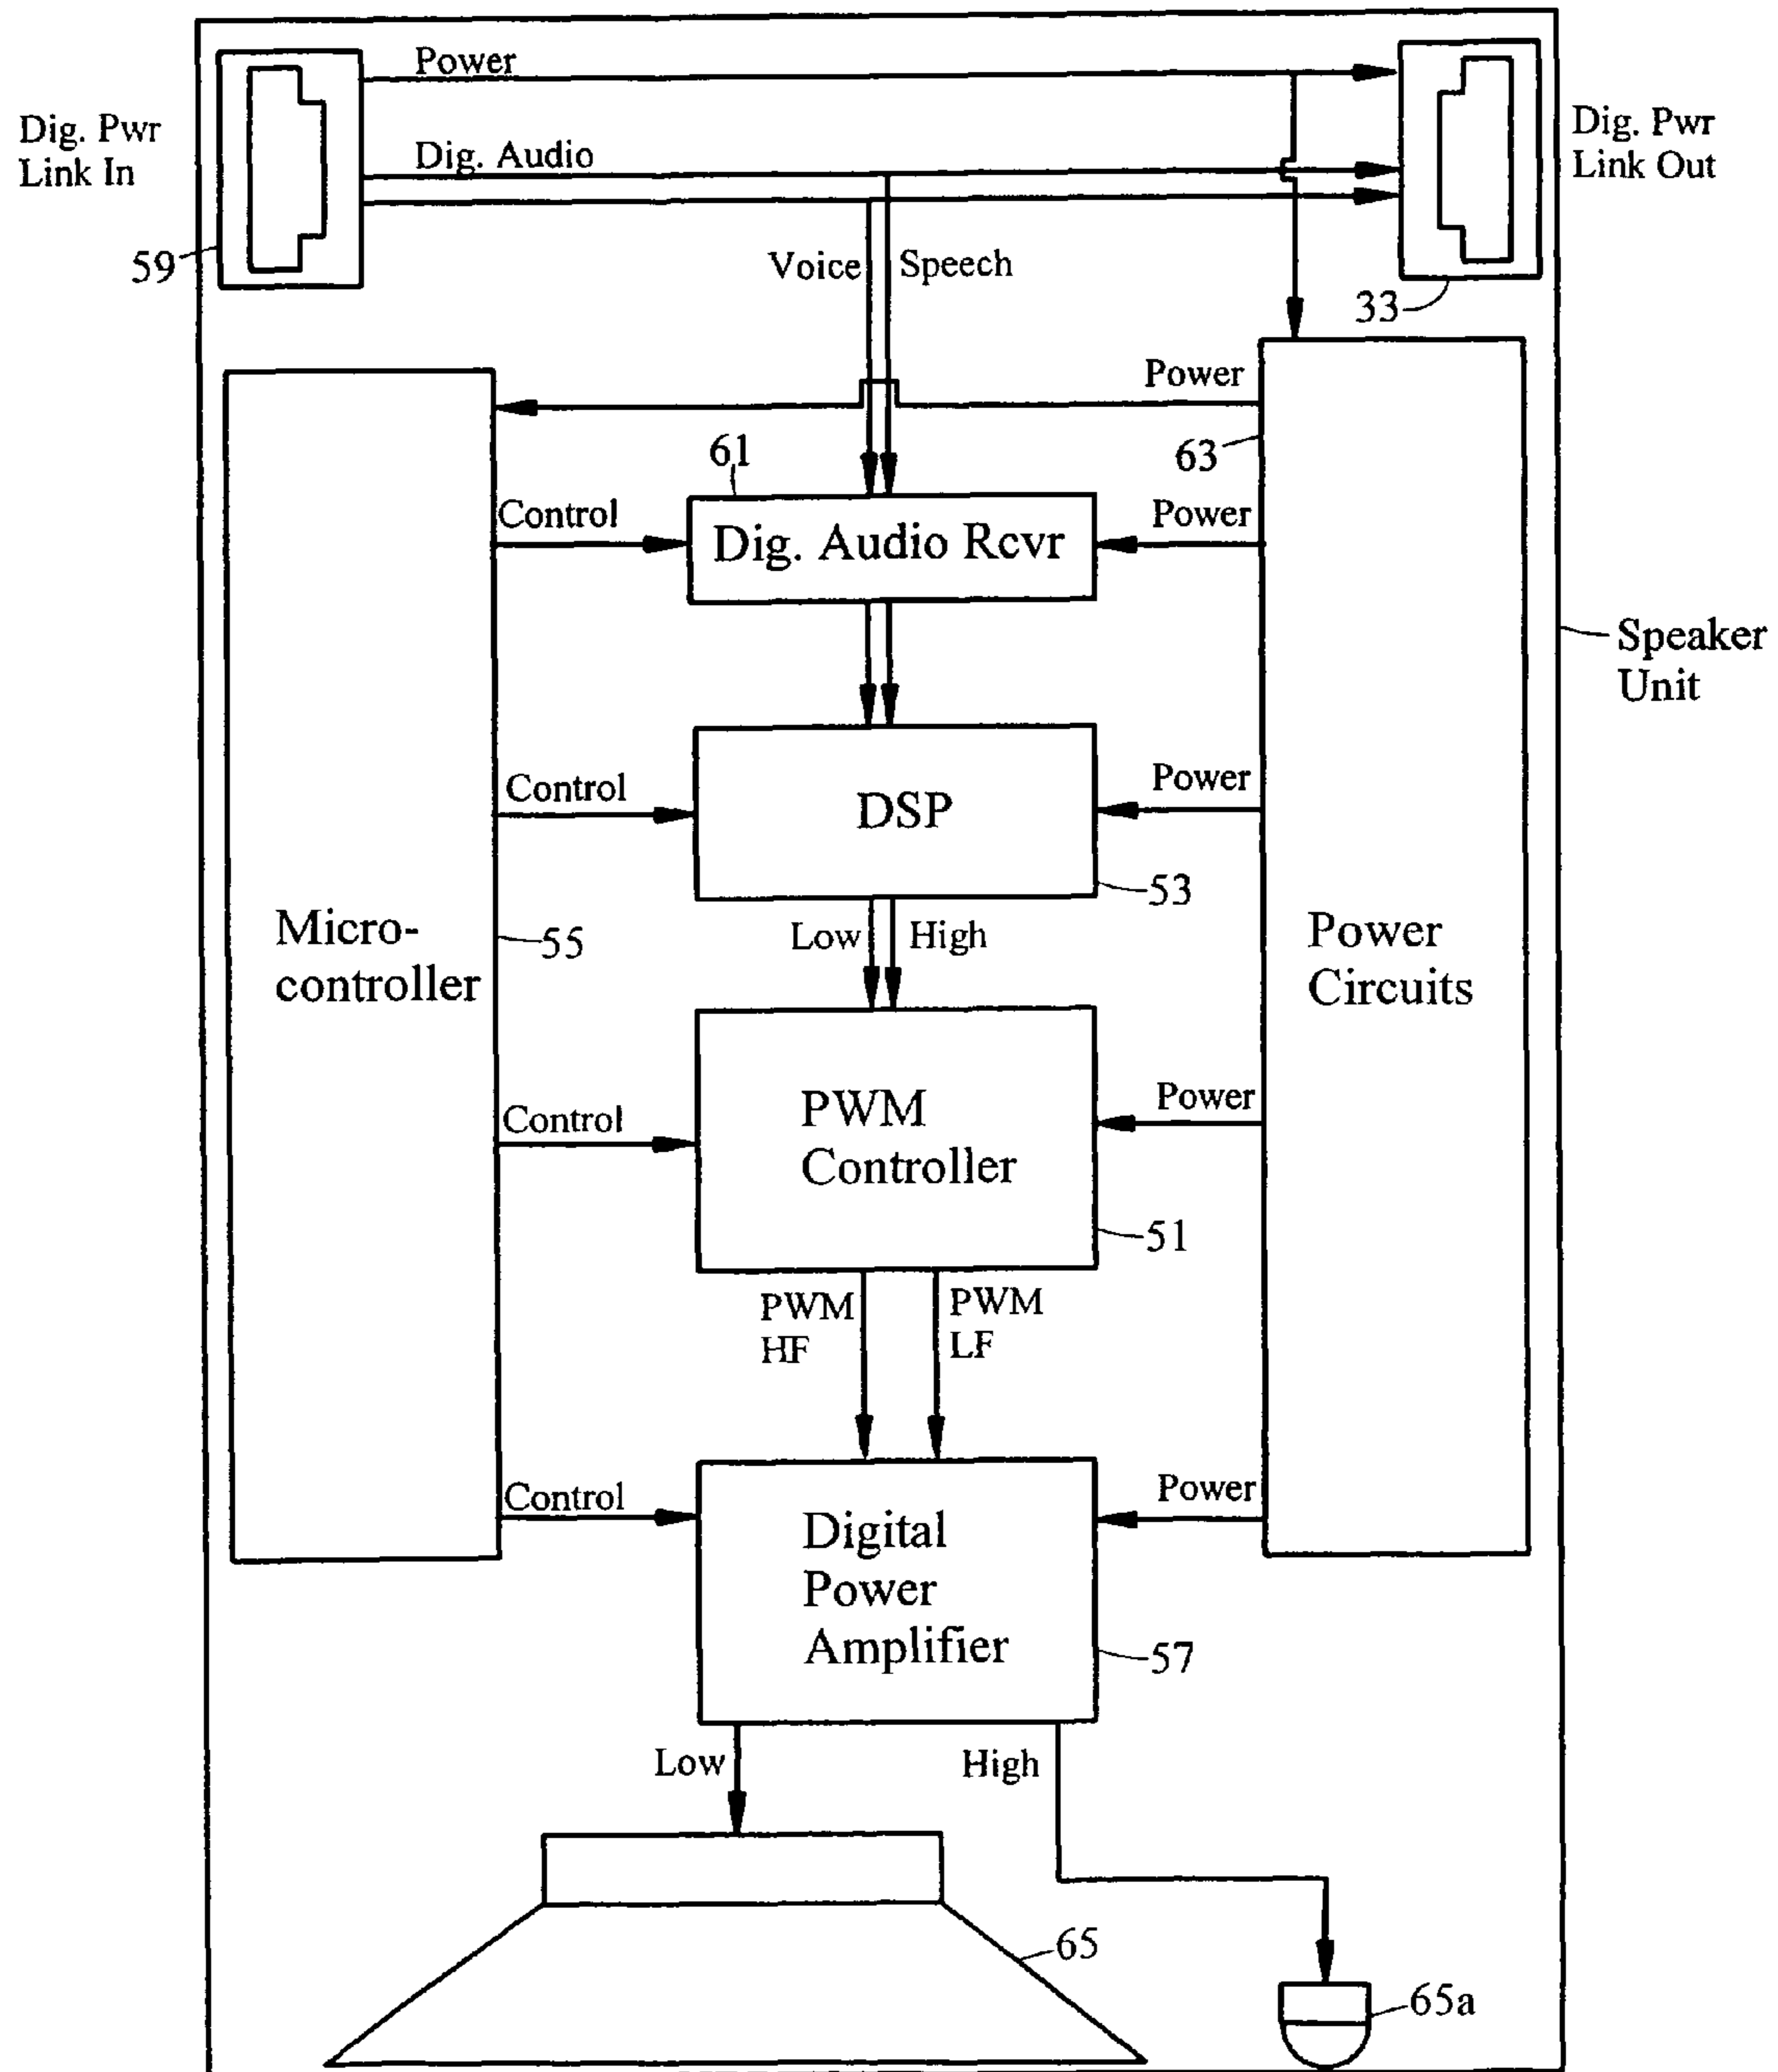 Power
Dig. Pwr
Link In
Dig. Audio
Dig. Pwr
Link Out
59
Voice
Speech
33
Power
61
63
Control
Dig. Audio Rcvr
Power
Speaker
Unit
Control
DSP
Power
53
Micro-
controller
55
Low
High
Power
Circuits
Control
PWM
Controller
Power
51
PWM
HF
PWM
LF
Control
Digital
Power
Amplifier
Power
57
Low
High
65
65a